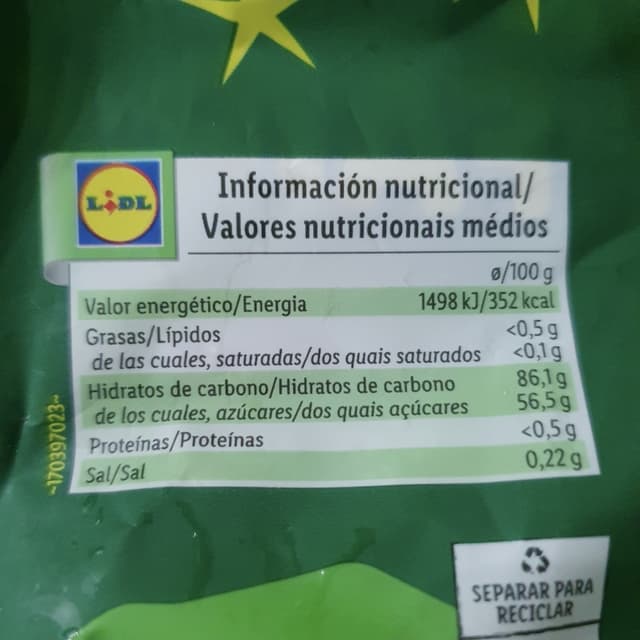 LIDL
Información nutricional/
Valores nutricionais médios
ø/100 g
Valor energético/Energia 1498 kJ/352 kcal
Grasas/Lípidos <0,5 g
de las cuales, saturadas/dos quais saturados <0,1 g
Hidratos de carbono/Hidratos de carbono 86,1 g
de los cuales, azúcares/dos quais açúcares 56,5 g
Proteínas/Proteínas <0,5 g
Sal/Sal 0,22 g
~170397023~
SEPARAR PARA
RECICLAR